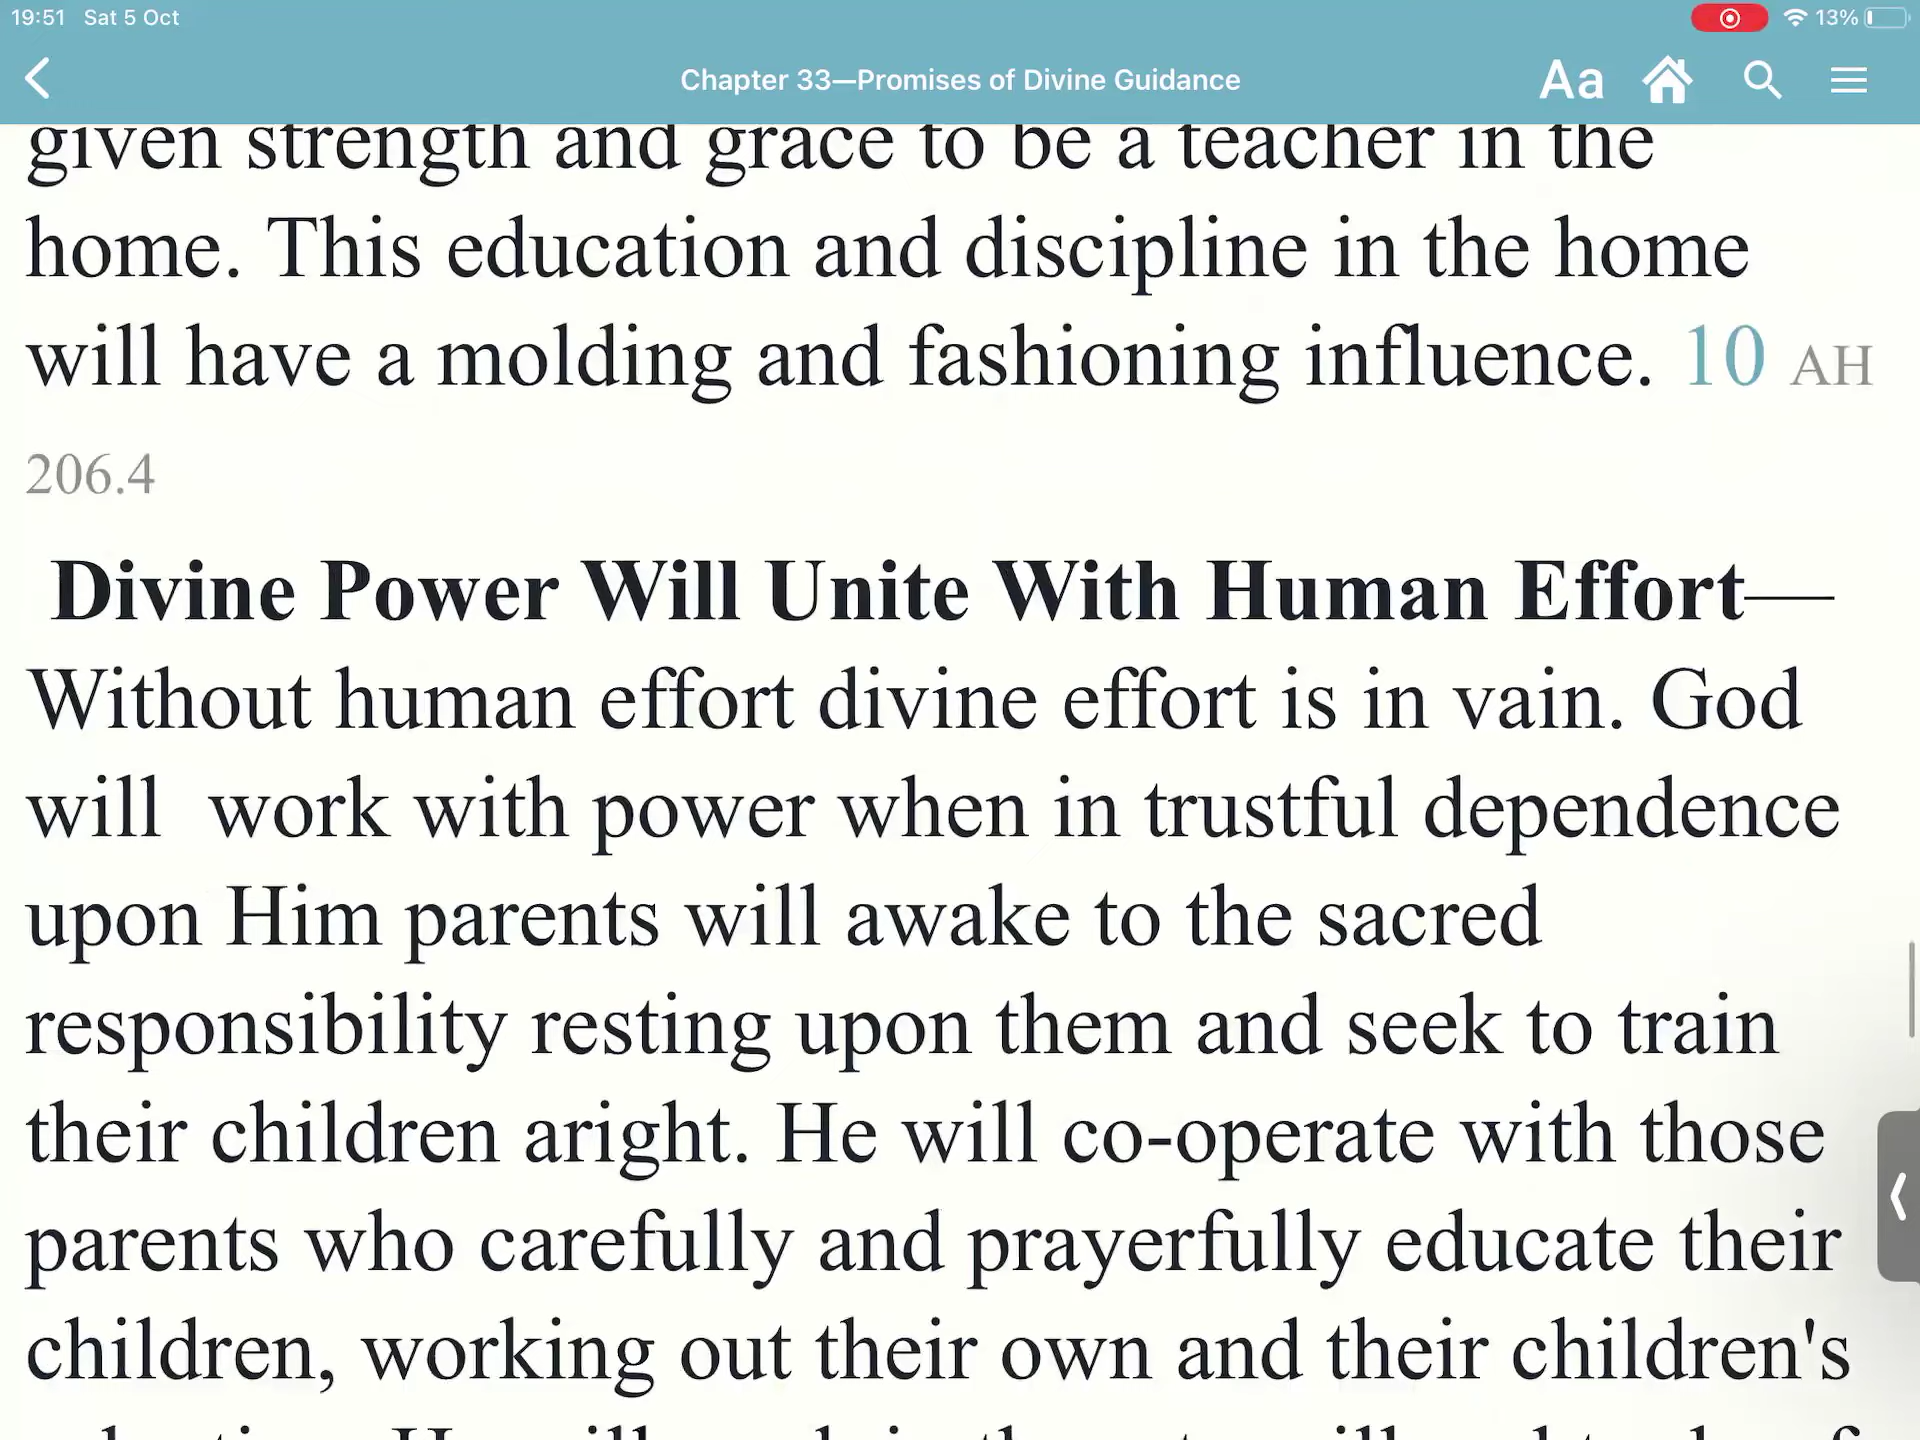 19:51 Sat 5 Oct 13%
Chapter 33—Promises of Divine Guidance Aa
given strength and grace to be a teacher in the
home. This education and discipline in the home
will have a molding and fashioning influence. 10 AH
206.4
Divine Power Will Unite With Human Effort—
Without human effort divine effort is in vain. God
will work with power when in trustful dependence
upon Him parents will awake to the sacred
responsibility resting upon them and seek to train
their children aright. He will co-operate with those
parents who carefully and prayerfully educate their
children, working out their own and their children's